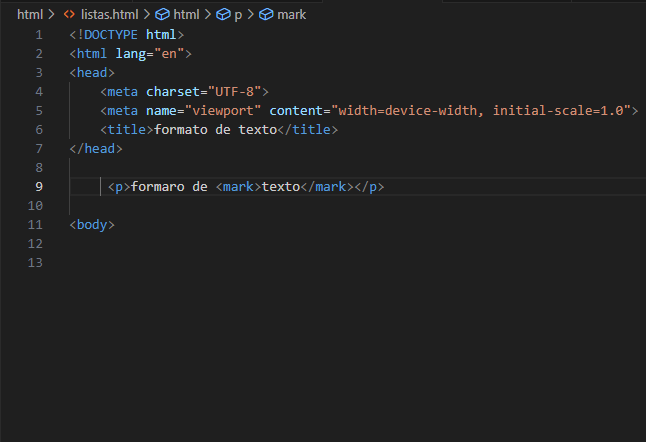 html > listas.html > html > p > mark
1 <!DOCTYPE html>
2 <html lang="en">
3 <head>
4 <meta charset="UTF-8">
5 <meta name="viewport" content="width=device-width, initial-scale=1.0">
6 <title>formato de texto</title>
7 </head>
8
9 <p>formaro de <mark>texto</mark></p>
10
11 <body>
12
13